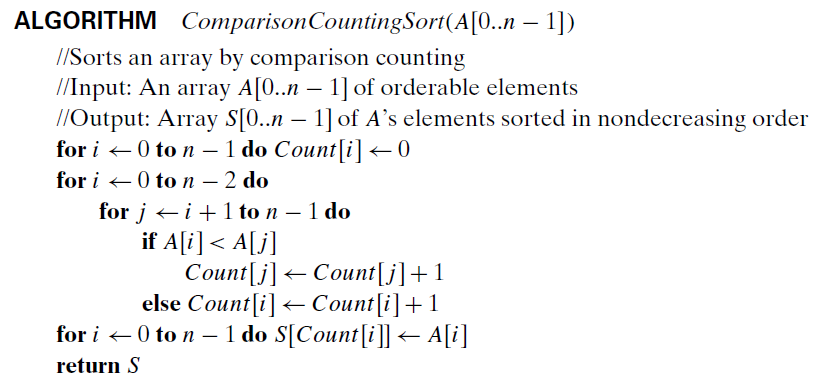 ALGORITHM ComparisonCountingSort(A[0..n − 1])
//Sorts an array by comparison counting
//Input: An array A[0..n − 1] of orderable elements
//Output: Array S[0..n − 1] of A's elements sorted in nondecreasing order
for i ← 0 to n − 1 do Count[i] ← 0
for i ← 0 to n − 2 do
for j ← i + 1 to n − 1 do
if A[i] < A[j]
Count[j] ← Count[j] + 1
else Count[i] ← Count[i] + 1
for i ← 0 to n − 1 do S[Count[i]] ← A[i]
return S